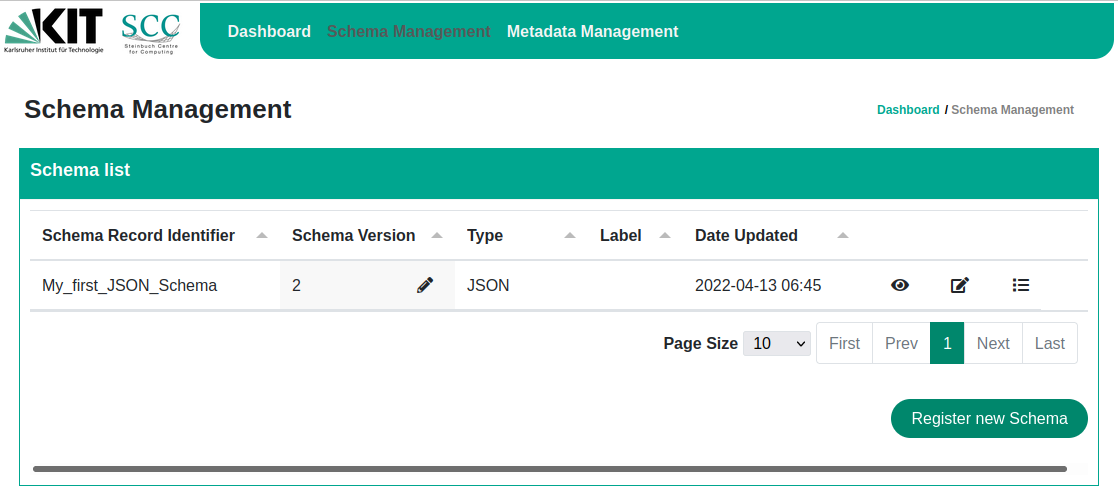 KIT
Karlsruher Institut für Technologie
SCC
Steinbuch Centre
for Computing
Dashboard Schema Management Metadata Management
Schema Management
Dashboard / Schema Management
Schema list
Schema Record Identifier Schema Version Type Label Date Updated
My_first_JSON_Schema 2 JSON 2022-04-13 06:45
Page Size 10 First Prev 1 Next Last
Register new Schema